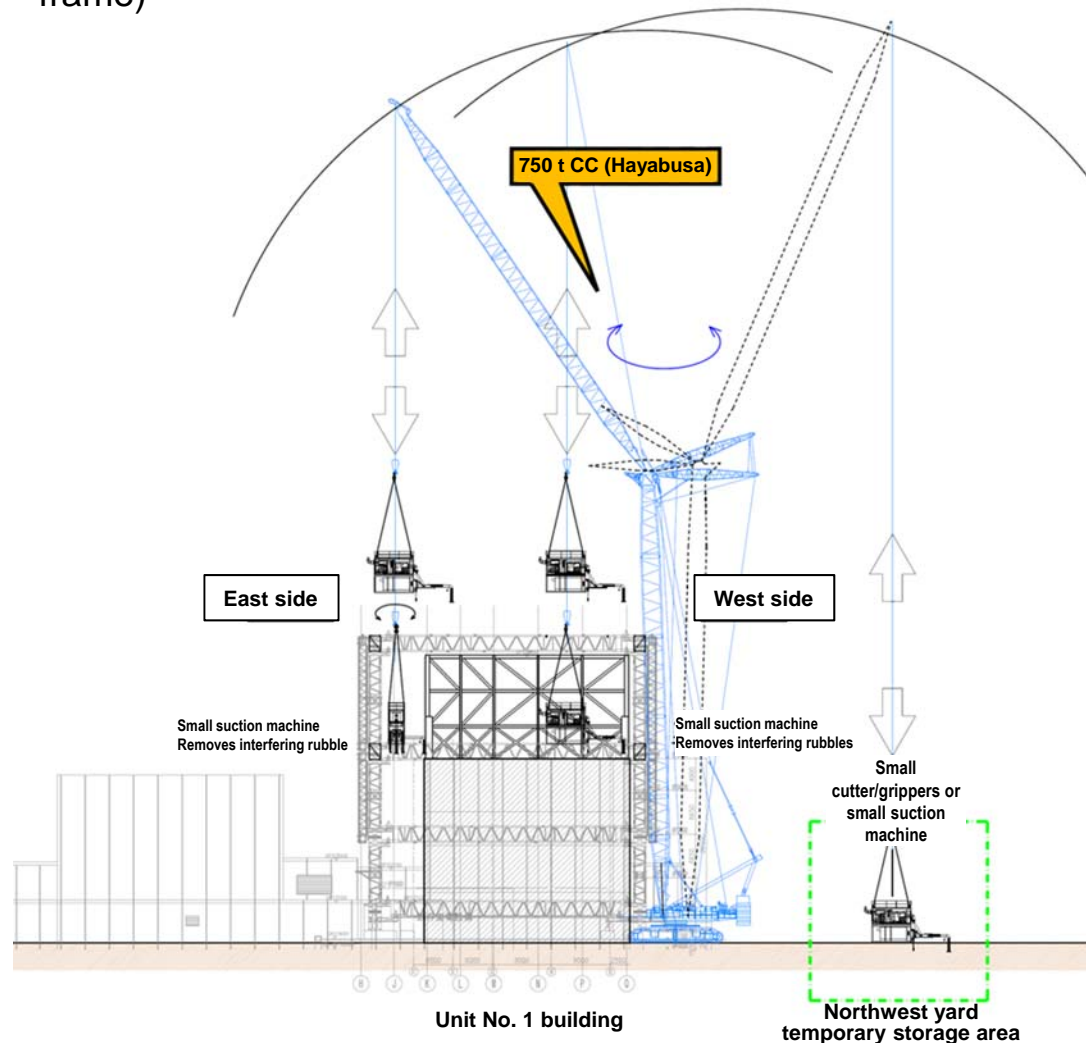 frame)
750 t CC (Hayabusa)
East side
West side
Small suction machine
Removes interfering rubble
Small suction machine
Removes interfering rubbles
Small
cutter/grippers or
small suction
machine
H J K L M N P Q
Unit No. 1 building
Northwest yard
temporary storage area